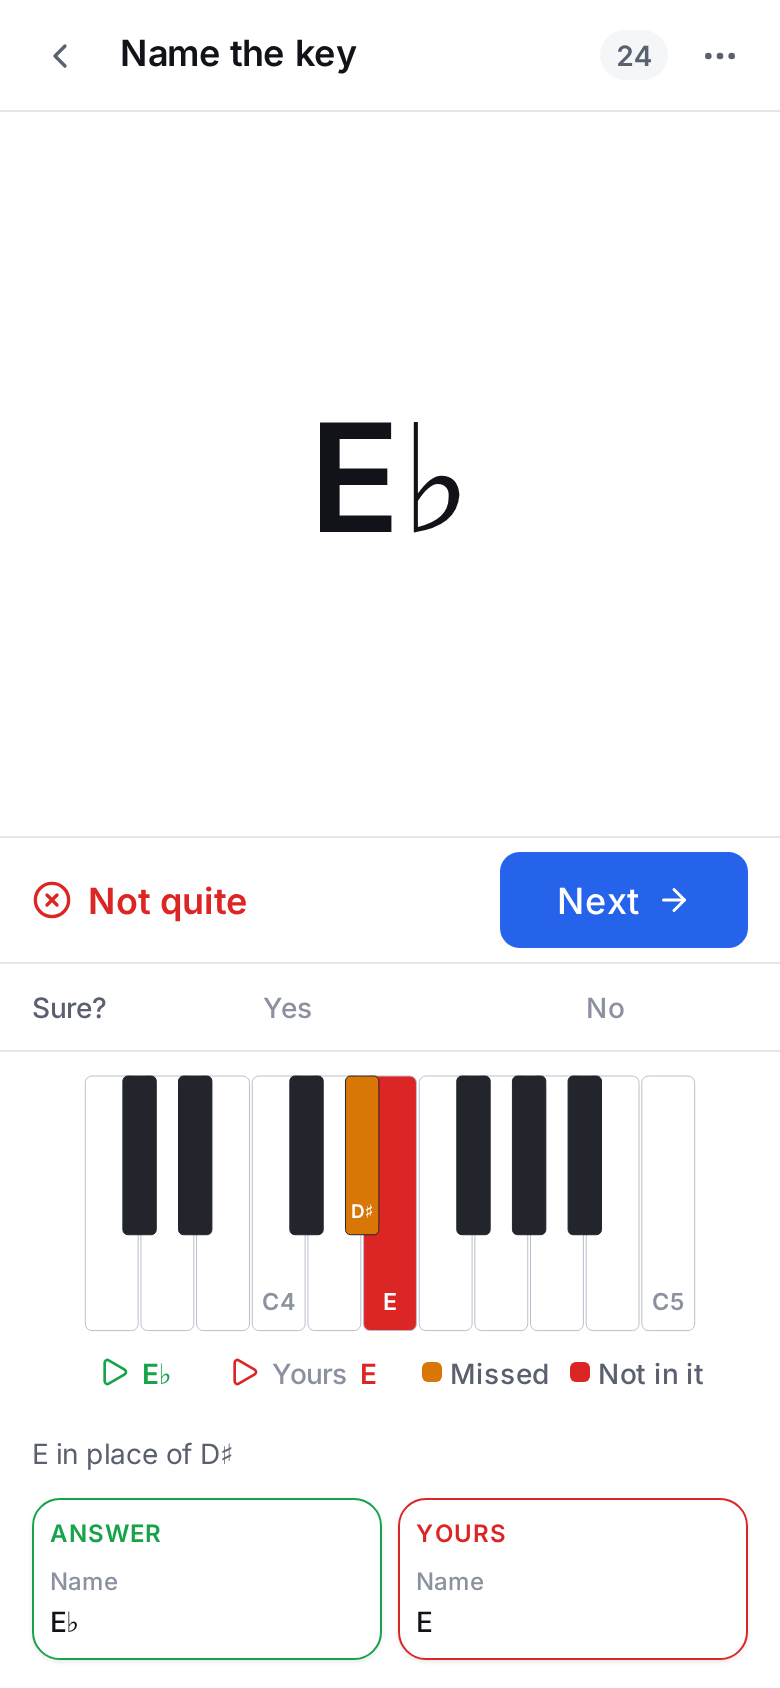 Name the key
24
E♭
Not quite
Next
Sure?
Yes
No
D♯
C4
E
C5
E♭
Yours E
Missed
Not in it
E in place of D♯
ANSWER
Name
E♭
YOURS
Name
E